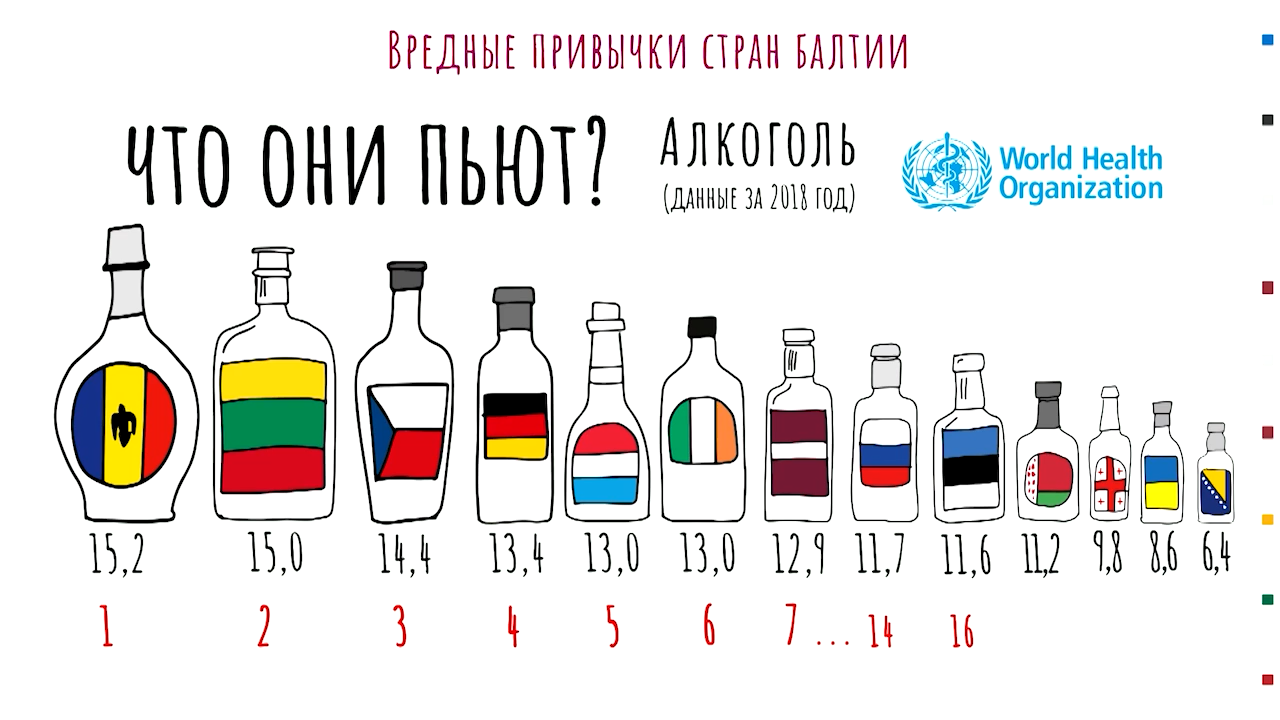 Вредные привычки стран Балтии
что они пьют?
Алкоголь
(данные за 2018 год)
World Health
Organization
15,2 15,0 14,4 13,4 13,0 13,0 12,9 11,7 11,6 11,2 9,8 8,6 6,4
1 2 3 4 5 6 7 ... 14 16